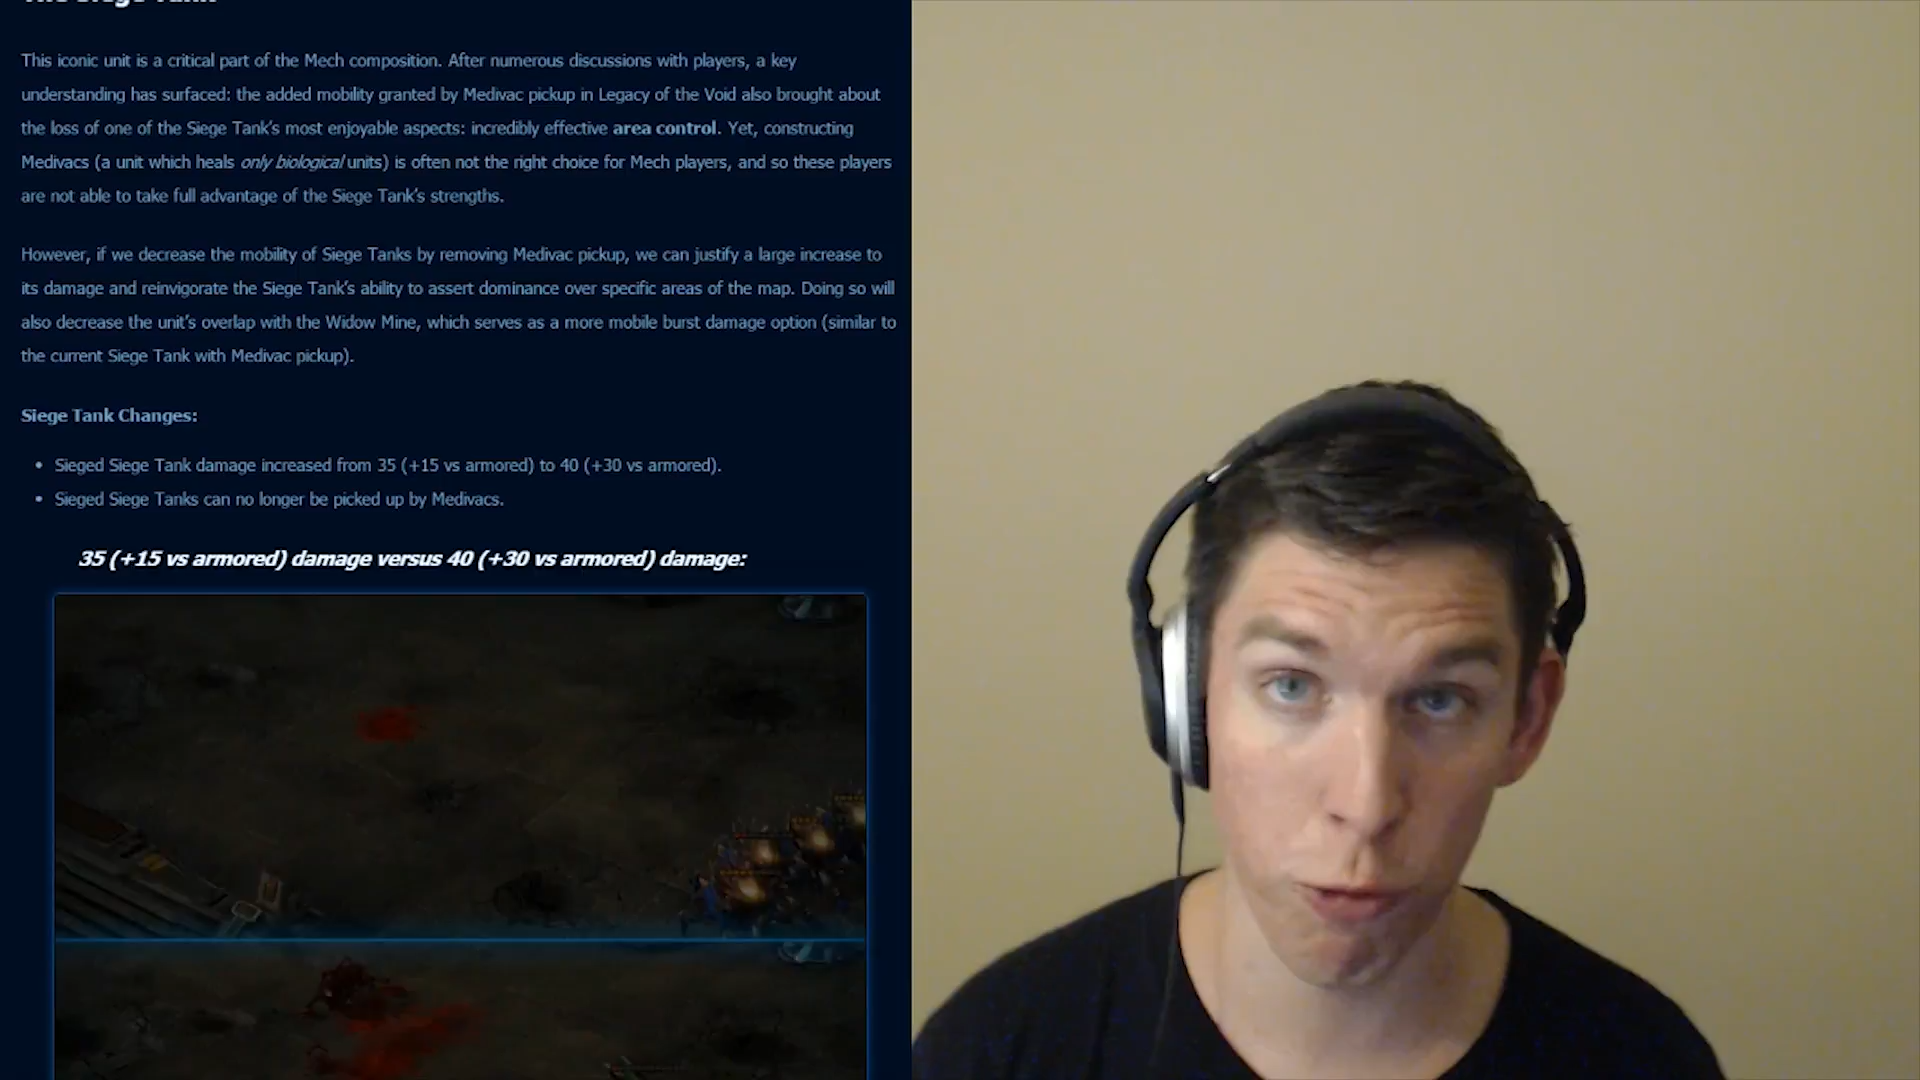 The Siege Tank
This iconic unit is a critical part of the Mech composition. After numerous discussions with players, a key
understanding has surfaced: the added mobility granted by Medivac pickup in Legacy of the Void also brought about
the loss of one of the Siege Tank's most enjoyable aspects: incredibly effective area control. Yet, constructing
Medivacs (a unit which heals only biological units) is often not the right choice for Mech players, and so these players
are not able to take full advantage of the Siege Tank's strengths.
However, if we decrease the mobility of Siege Tanks by removing Medivac pickup, we can justify a large increase to
its damage and reinvigorate the Siege Tank's ability to assert dominance over specific areas of the map. Doing so will
also decrease the unit's overlap with the Widow Mine, which serves as a more mobile burst damage option (similar to
the current Siege Tank with Medivac pickup).
Siege Tank Changes:
• Sieged Siege Tank damage increased from 35 (+15 vs armored) to 40 (+30 vs armored).
• Sieged Siege Tanks can no longer be picked up by Medivacs.
35 (+15 vs armored) damage versus 40 (+30 vs armored) damage: